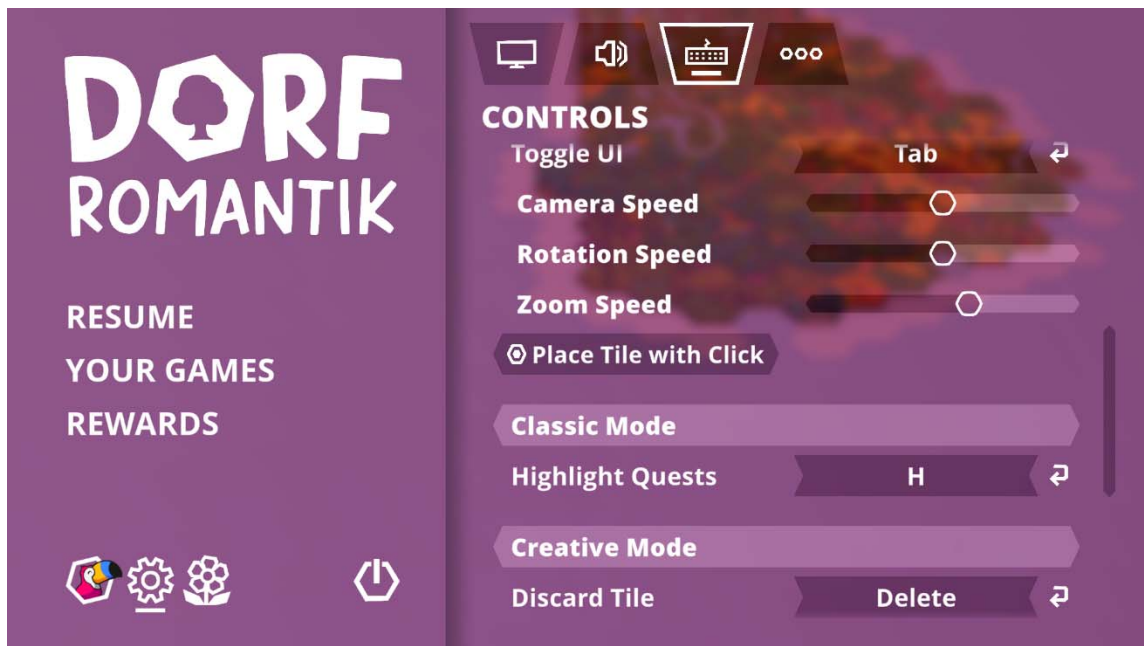 DORF
ROMANTIK
RESUME
YOUR GAMES
REWARDS
CONTROLS
Toggle UI Tab
Camera Speed
Rotation Speed
Zoom Speed
Place Tile with Click
Classic Mode
Highlight Quests H
Creative Mode
Discard Tile Delete